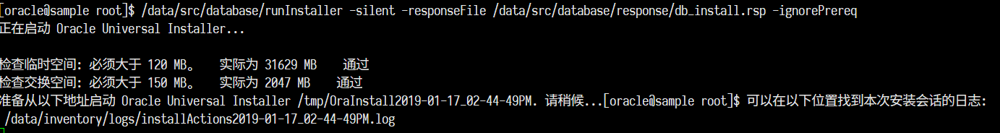 [oracle@sample root]$ /data/src/database/runInstaller -silent -responseFile /data/src/database/response/db_install.rsp -ignorePrereq
正在启动 Oracle Universal Installer...
检查临时空间: 必须大于 120 MB。 实际为 31629 MB 通过
检查交换空间: 必须大于 150 MB。 实际为 2047 MB 通过
准备从以下地址启动 Oracle Universal Installer /tmp/OraInstall2019-01-17_02-44-49PM. 请稍候...[oracle@sample root]$ 可以在以下位置找到本次安装会话的日志:
/data/inventory/logs/installActions2019-01-17_02-44-49PM.log